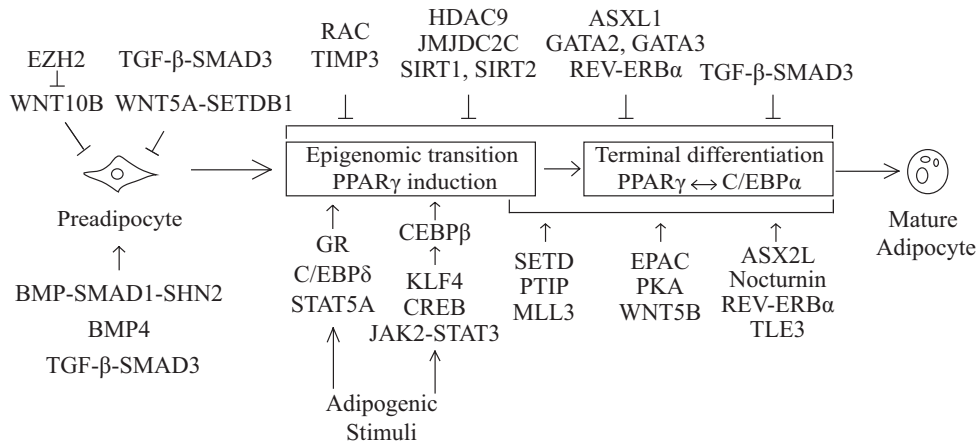 EZH2
WNT10B
TGF-β-SMAD3
WNT5A-SETDB1
RAC
TIMP3
HDAC9
JMJDC2C
SIRT1, SIRT2
ASXL1
GATA2, GATA3
REV-ERBα
TGF-β-SMAD3
Preadipocyte
Epigenomic transition
PPARγ induction
Terminal differentiation
PPARγ ↔ C/EBPα
Mature
Adipocyte
BMP-SMAD1-SHN2
BMP4
TGF-β-SMAD3
GR
C/EBPδ
STAT5A
CEBPβ
KLF4
CREB
JAK2-STAT3
Adipogenic
Stimuli
SETD
PTIP
MLL3
EPAC
PKA
WNT5B
ASX2L
Nocturnin
REV-ERBα
TLE3